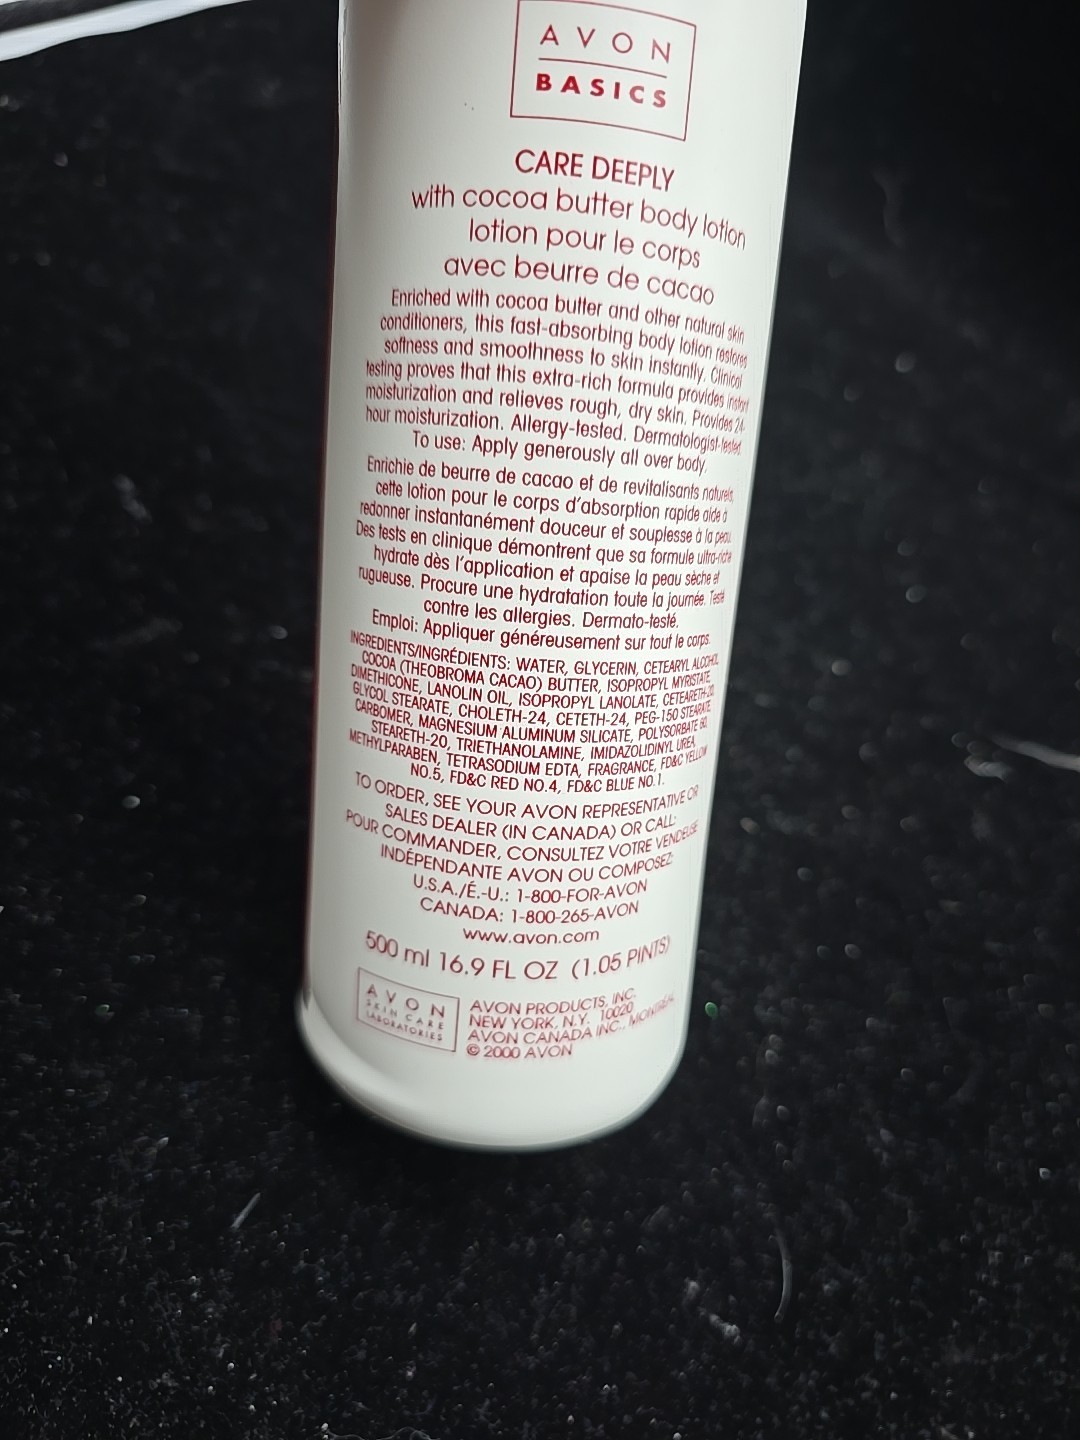 AVON
BASICS
CARE DEEPLY
with cocoa butter body lotion
lotion pour le corps
avec beurre de cacao
Enriched with cocoa butter and other natural skin
conditioners, this fast-absorbing body lotion restores
softness and smoothness to skin instantly. Clinical
testing proves that this extra-rich formula provides instant
moisturization and relieves rough, dry skin. Provides 24-
hour moisturization. Allergy-tested. Dermatologist-tested.
To use: Apply generously all over body.
Enrichie de beurre de cacao et de revitalisants naturels,
cette lotion pour le corps d'absorption rapide aide à
redonner instantanément douceur et souplesse à la peau.
Des tests en clinique démontrent que sa formule ultra-riche
hydrate dès l'application et apaise la peau sèche et
rugueuse. Procure une hydratation toute la journée. Testé
contre les allergies. Dermato-testé.
Emploi: Appliquer généreusement sur tout le corps.
INGREDIENTS/INGRÉDIENTS: WATER, GLYCERIN, CETEARYL ALCOHOL,
COCOA (THEOBROMA CACAO) BUTTER, ISOPROPYL MYRISTATE,
DIMETHICONE, LANOLIN OIL, ISOPROPYL LANOLATE, CETEARETH-20,
GLYCOL STEARATE, CHOLETH-24, CETETH-24, PEG-150 STEARATE,
CARBOMER, MAGNESIUM ALUMINUM SILICATE, POLYSORBATE 60,
STEARETH-20, TRIETHANOLAMINE, IMIDAZOLIDINYL UREA,
METHYLPARABEN, TETRASODIUM EDTA, FRAGRANCE, FD&C YELLOW
NO.5, FD&C RED NO.4, FD&C BLUE NO.1.
TO ORDER, SEE YOUR AVON REPRESENTATIVE OR
SALES DEALER (IN CANADA) OR CALL:
POUR COMMANDER, CONSULTEZ VOTRE VENDEUSE
INDÉPENDANTE AVON OU COMPOSEZ:
U.S.A./É.-U.: 1-800-FOR-AVON
CANADA: 1-800-265-AVON
www.avon.com
500 ml 16.9 FL OZ (1.05 PINTS)
AVON
SKIN CARE
LABORATORIES
AVON PRODUCTS, INC.
NEW YORK, N.Y. 10020
AVON CANADA INC., MONTRÉAL
© 2000 AVON